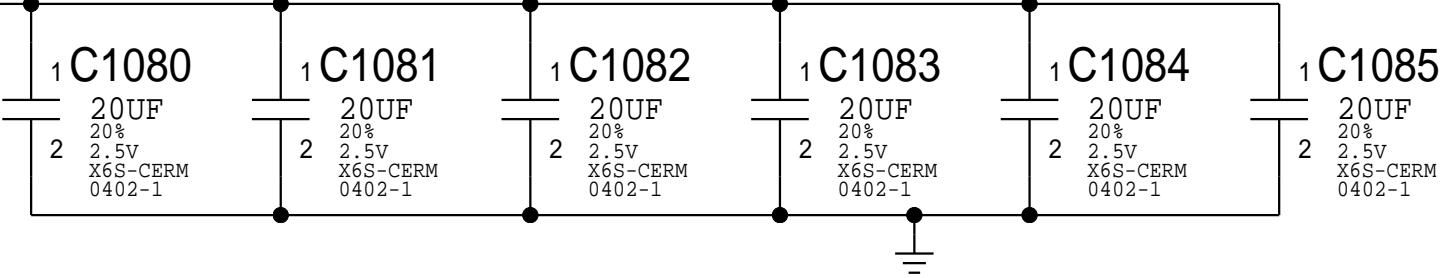 1 C1080
20UF
20%
2 2.5V
X6S-CERM
0402-1
1 C1081
20UF
20%
2 2.5V
X6S-CERM
0402-1
1 C1082
20UF
20%
2 2.5V
X6S-CERM
0402-1
1 C1083
20UF
20%
2 2.5V
X6S-CERM
0402-1
1 C1084
20UF
20%
2 2.5V
X6S-CERM
0402-1
1 C1085
20UF
20%
2 2.5V
X6S-CERM
0402-1